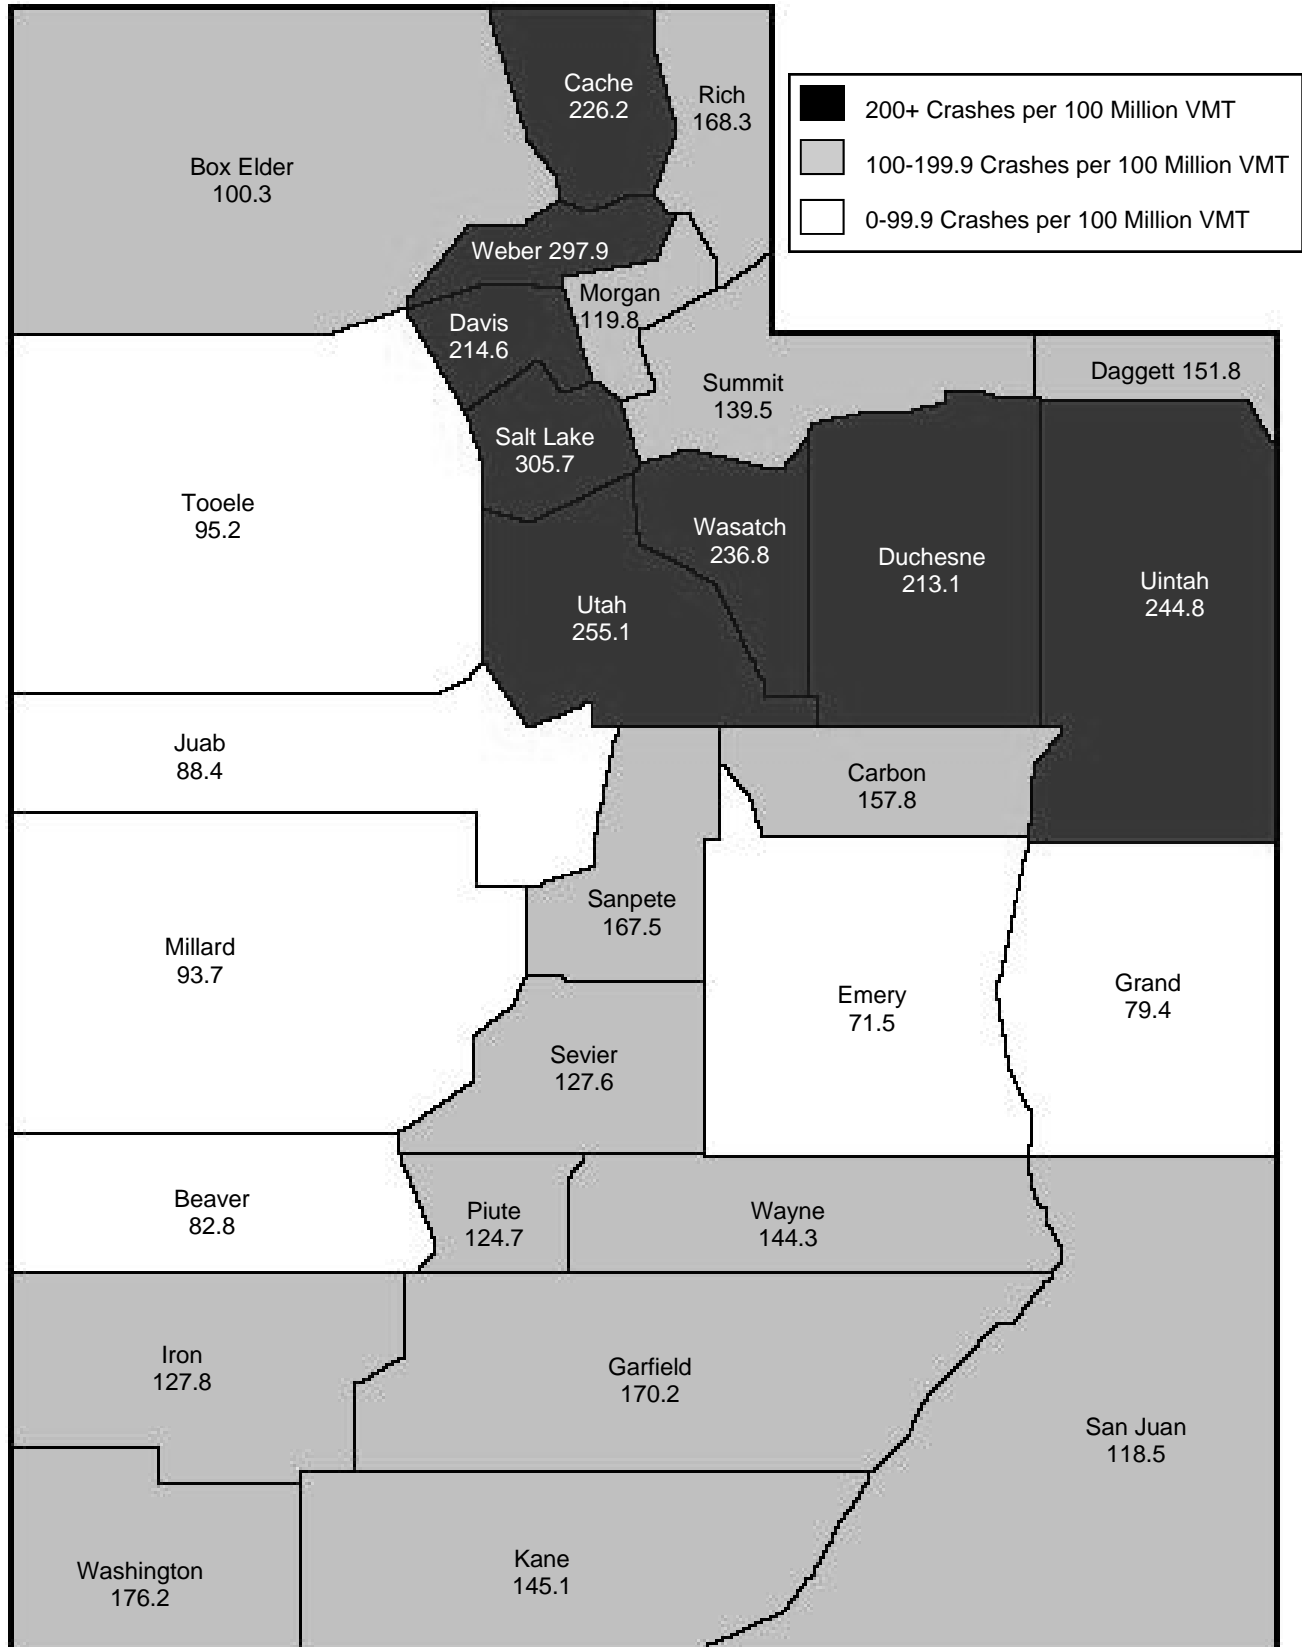 Cache
226.2
Rich
168.3
200+ Crashes per 100 Million VMT
100-199.9 Crashes per 100 Million VMT
0-99.9 Crashes per 100 Million VMT
Box Elder
100.3
Weber 297.9
Morgan
119.8
Davis
214.6
Summit
139.5
Daggett 151.8
Salt Lake
305.7
Tooele
95.2
Wasatch
236.8
Duchesne
213.1
Uintah
244.8
Utah
255.1
Juab
88.4
Carbon
157.8
Sanpete
167.5
Millard
93.7
Emery
71.5
Grand
79.4
Sevier
127.6
Beaver
82.8
Piute
124.7
Wayne
144.3
Iron
127.8
Garfield
170.2
San Juan
118.5
Washington
176.2
Kane
145.1